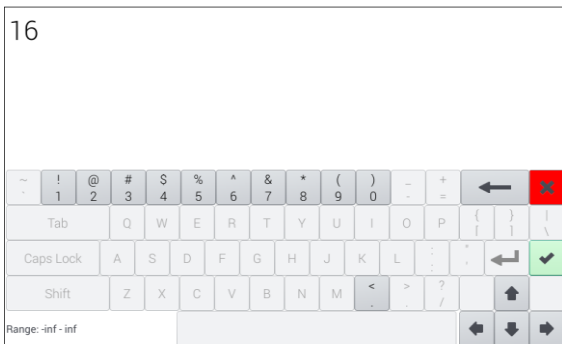 16
~ ! @ # $ % ^ & * ( ) _ +
` 1 2 3 4 5 6 7 8 9 0 - =
Tab Q W E R T Y U I O P { } |
[ ] \
Caps Lock A S D F G H J K L : "
; '
Shift Z X C V B N M < > ?
, . /
Range: -inf - inf